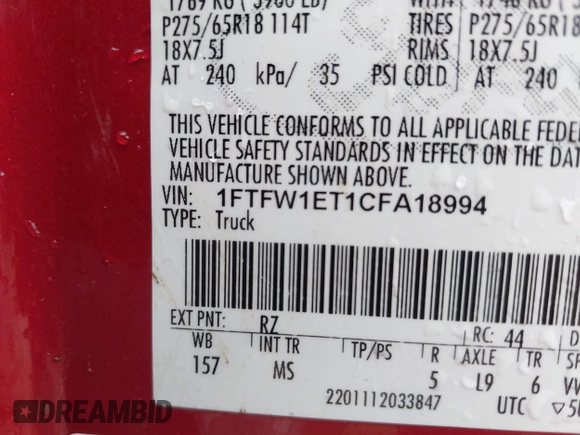 P275/65R18 114T TIRES P275/65R18
18X7.5J RIMS 18X7.5J
AT 240 kPa/ 35 PSI COLD AT 240
THIS VEHICLE CONFORMS TO ALL APPLICABLE FEDE
VEHICLE SAFETY STANDARDS IN EFFECT ON THE DA
MANUFACTURE SHOWN ABOVE.
VIN: 1FTFW1ET1CFA18994
TYPE: Truck
EXT PNT: RZ RC: 44
WB INT TR TP/PS R AXLE TR
157 MS 5 L9 6
2201112033847 UTC
DREAMBID